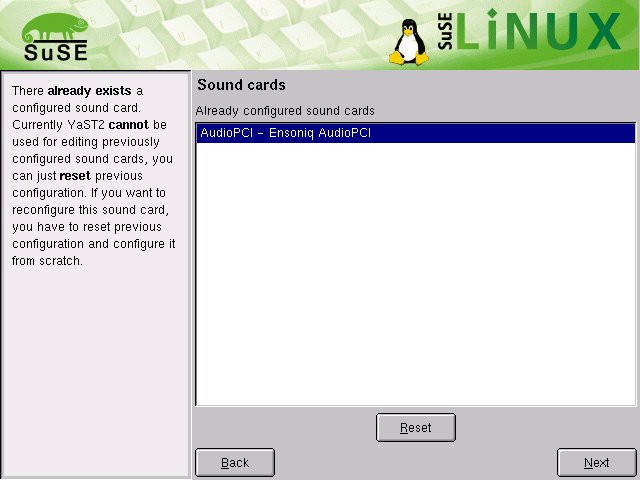 SuSE
SuSE LiNUX
There already exists a
configured sound card.
Currently YaST2 cannot be
used for editing previously
configured sound cards, you
can just reset previous
configuration. If you want to
reconfigure this sound card,
you have to reset previous
configuration and configure it
from scratch.
Sound cards
Already configured sound cards
AudioPCI - Ensoniq AudioPCI
Reset
Back
Next